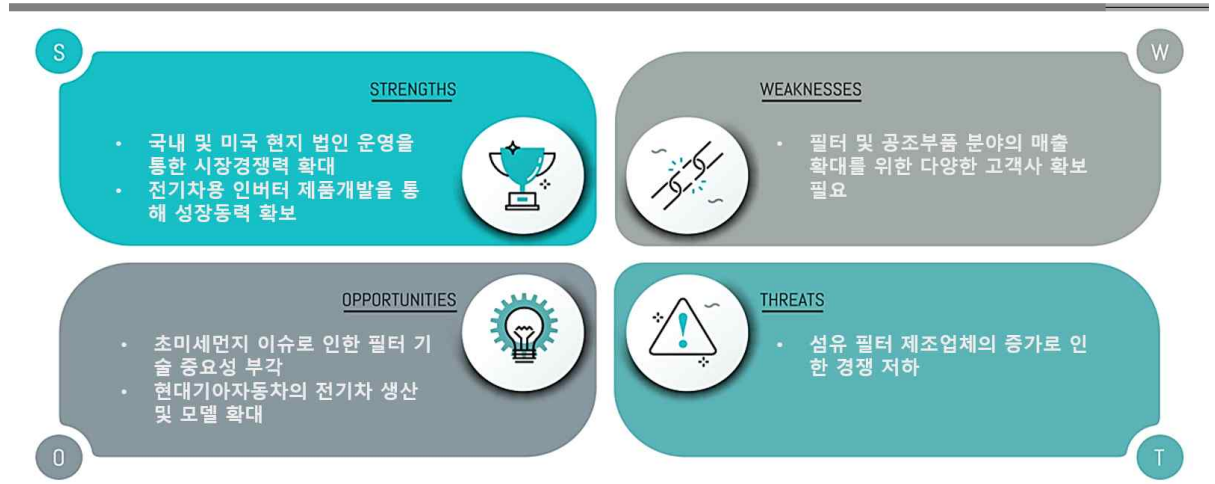 S
STRENGTHS
• 국내 및 미국 현지 법인 운영을
통한 시장경쟁력 확대
• 전기차용 인버터 제품개발을 통
해 성장동력 확보
W
WEAKNESSES
• 필터 및 공조부품 분야의 매출
확대를 위한 다양한 고객사 확보
필요
OPPORTUNITIES
• 초미세먼지 이슈로 인한 필터 기
술 중요성 부각
• 현대기아자동차의 전기차 생산
및 모델 확대
O
THREATS
• 섬유 필터 제조업체의 증가로 인
한 경쟁 저하
T